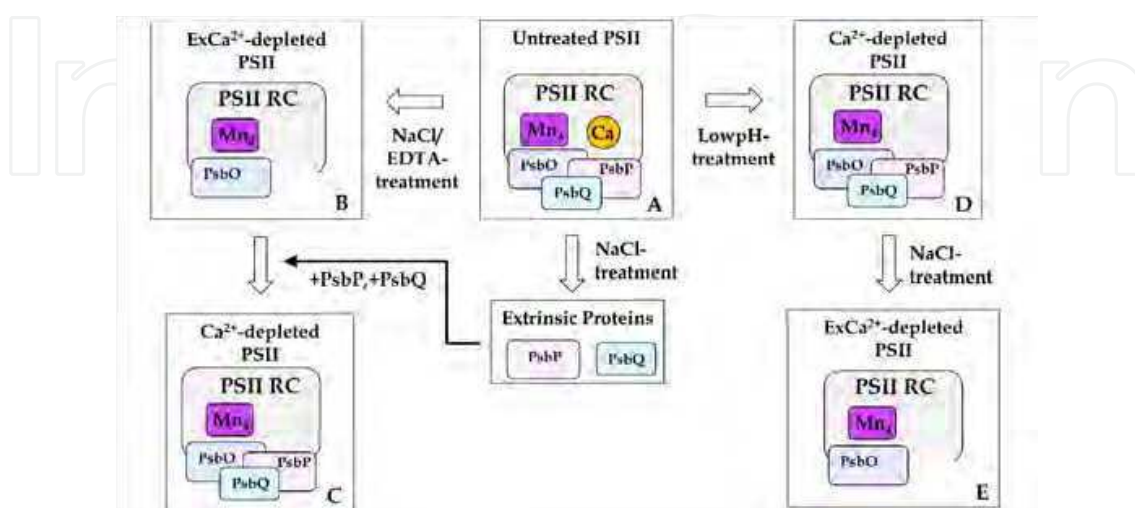 ExCa²⁺-depleted
PSII
PSII RC
Mn₄
PsbO
B
NaCl/
EDTA-
treatment
Untreated PSII
PSII RC
Mn₄
Ca
PsbO
PsbP
PsbQ
A
LowpH-
treatment
Ca²⁺-depleted
PSII
PSII RC
Mn₄
PsbO
PsbP
PsbQ
D
+PsbP,+PsbQ
NaCl-
treatment
NaCl-
treatment
Ca²⁺-depleted
PSII
PSII RC
Mn₄
PsbO
PsbP
PsbQ
C
Extrinsic Proteins
PsbP
PsbQ
ExCa²⁺-depleted
PSII
PSII RC
Mn₄
PsbO
E